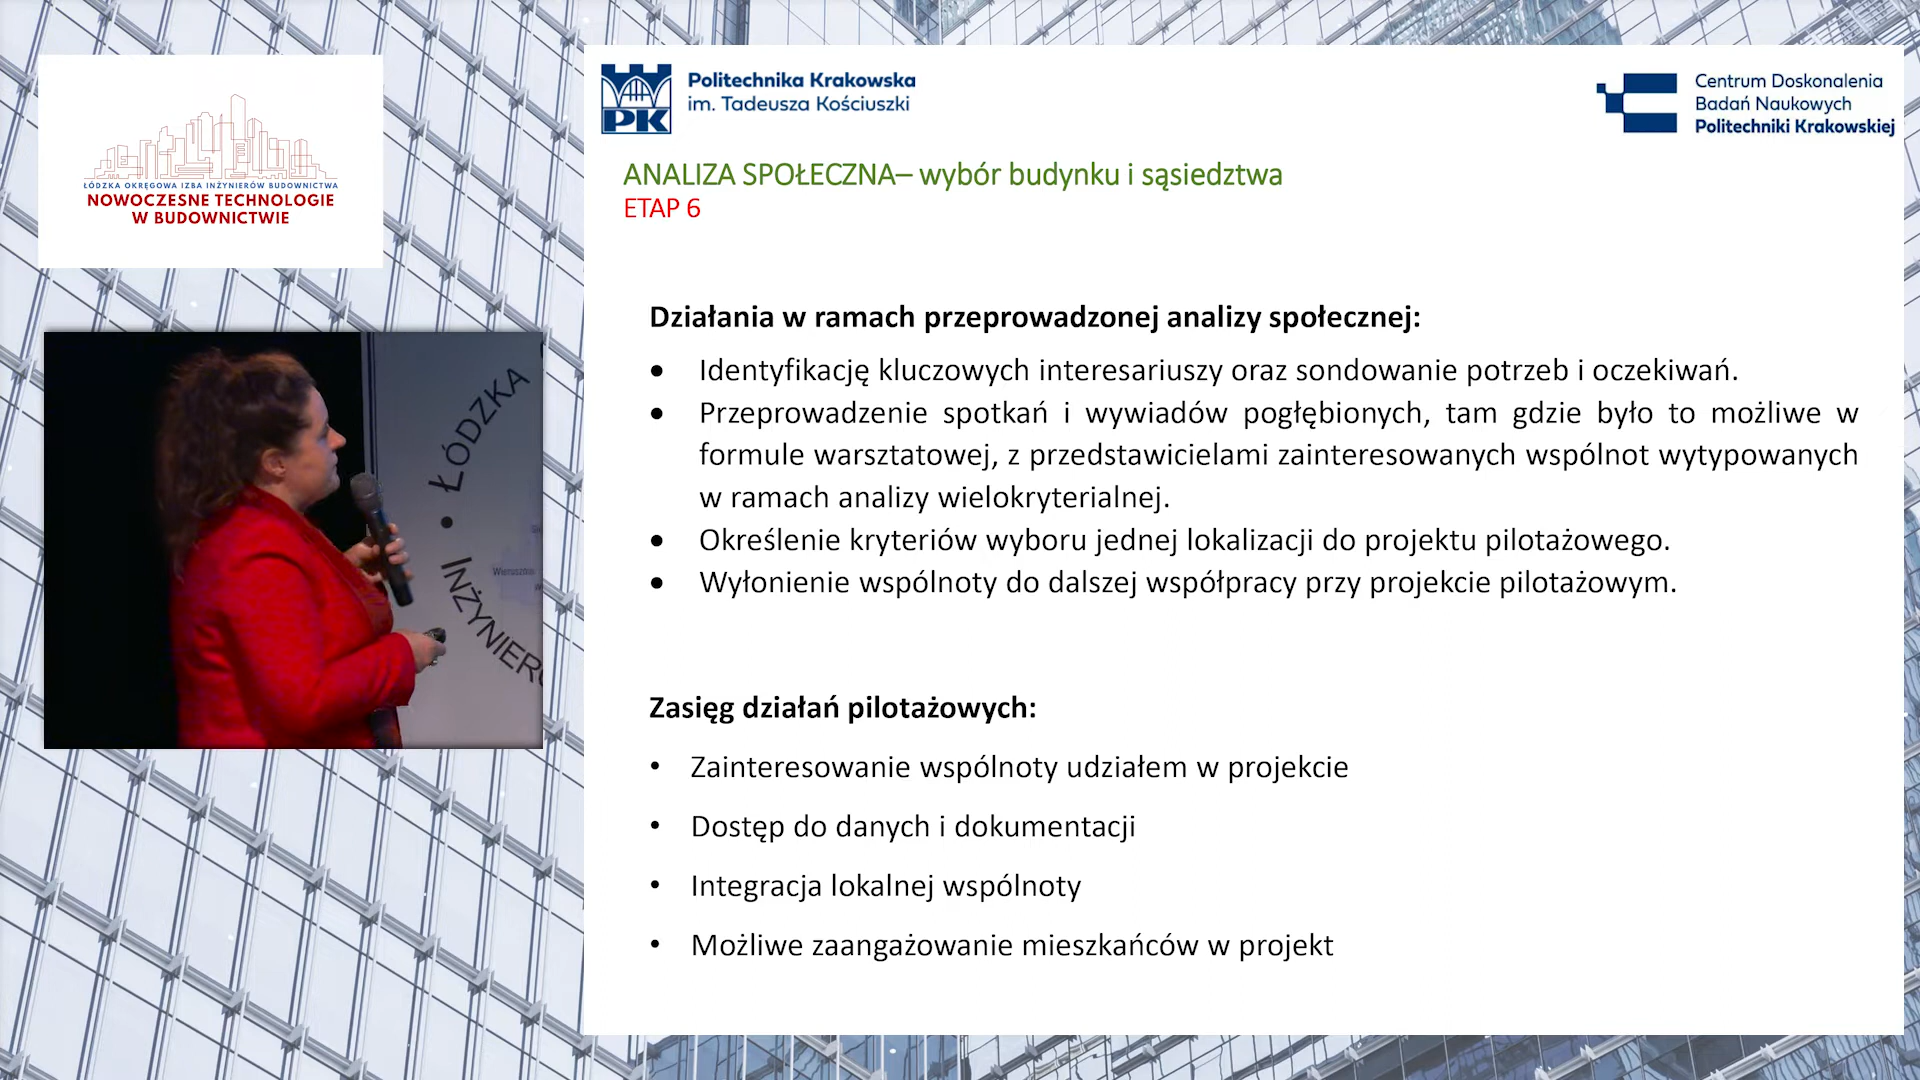 ŁÓDZKA OKRĘGOWA IZBA INŻYNIERÓW BUDOWNICTWA
NOWOCZESNE TECHNOLOGIE
W BUDOWNICTWIE
ŁÓDZKA
•
INŻYNIER
Politechnika Krakowska
im. Tadeusza Kościuszki
PK
Centrum Doskonalenia
Badań Naukowych
Politechniki Krakowskiej
ANALIZA SPOŁECZNA– wybór budynku i sąsiedztwa
ETAP 6
Działania w ramach przeprowadzonej analizy społecznej:
• Identyfikację kluczowych interesariuszy oraz sondowanie potrzeb i oczekiwań.
• Przeprowadzenie spotkań i wywiadów pogłębionych, tam gdzie było to możliwe w
formule warsztatowej, z przedstawicielami zainteresowanych wspólnot wytypowanych
w ramach analizy wielokryterialnej.
• Określenie kryteriów wyboru jednej lokalizacji do projektu pilotażowego.
• Wyłonienie wspólnoty do dalszej współpracy przy projekcie pilotażowym.
Zasięg działań pilotażowych:
• Zainteresowanie wspólnoty udziałem w projekcie
• Dostęp do danych i dokumentacji
• Integracja lokalnej wspólnoty
• Możliwe zaangażowanie mieszkańców w projekt